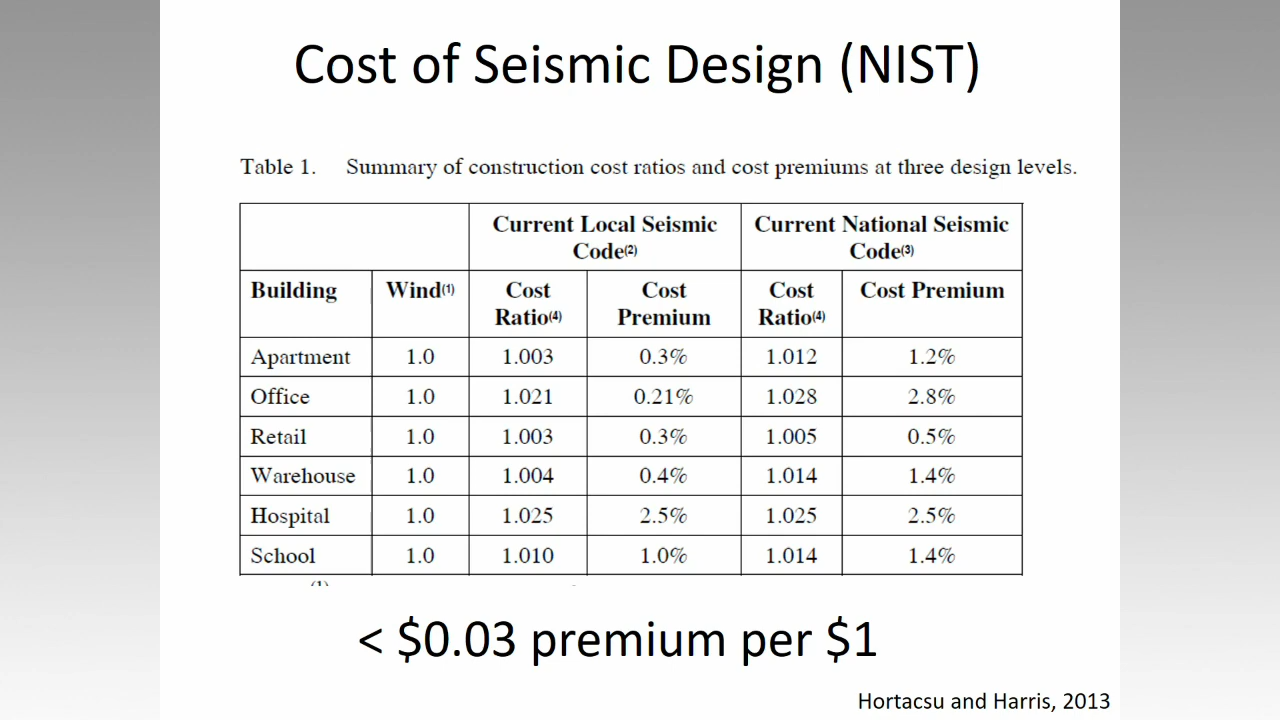 Cost of Seismic Design (NIST)
Table 1. Summary of construction cost ratios and cost premiums at three design levels.
Current Local Seismic Code(2) Current National Seismic Code(3)
Building Wind(1) Cost Ratio(4) Cost Premium Cost Ratio(4) Cost Premium
Apartment 1.0 1.003 0.3% 1.012 1.2%
Office 1.0 1.021 0.21% 1.028 2.8%
Retail 1.0 1.003 0.3% 1.005 0.5%
Warehouse 1.0 1.004 0.4% 1.014 1.4%
Hospital 1.0 1.025 2.5% 1.025 2.5%
School 1.0 1.010 1.0% 1.014 1.4%
< $0.03 premium per $1
Hortacsu and Harris, 2013